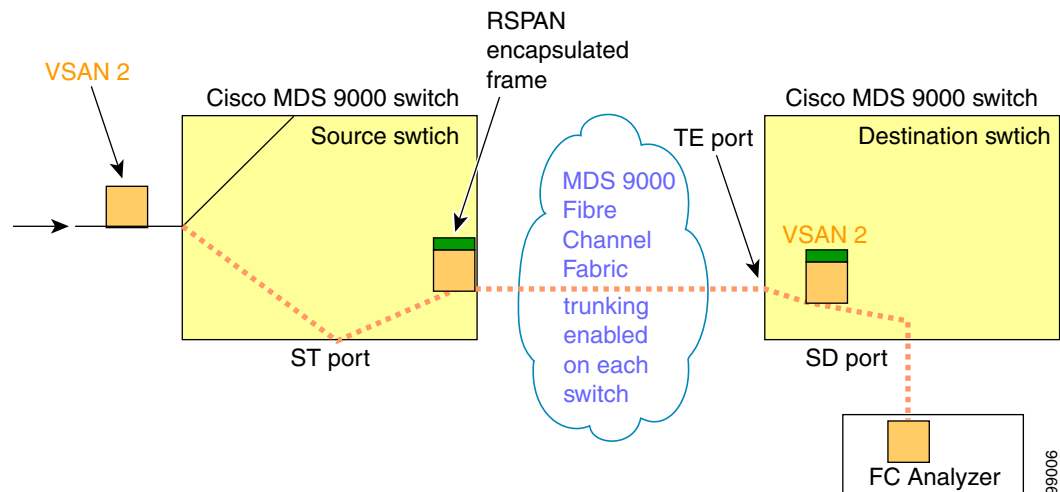 RSPAN
encapsulated
frame
VSAN 2
Cisco MDS 9000 switch
Source swtich
Cisco MDS 9000 switch
Destination swtich
TE port
MDS 9000
Fibre
Channel
Fabric
trunking
enabled
on each
switch
VSAN 2
ST port
SD port
FC Analyzer
99006